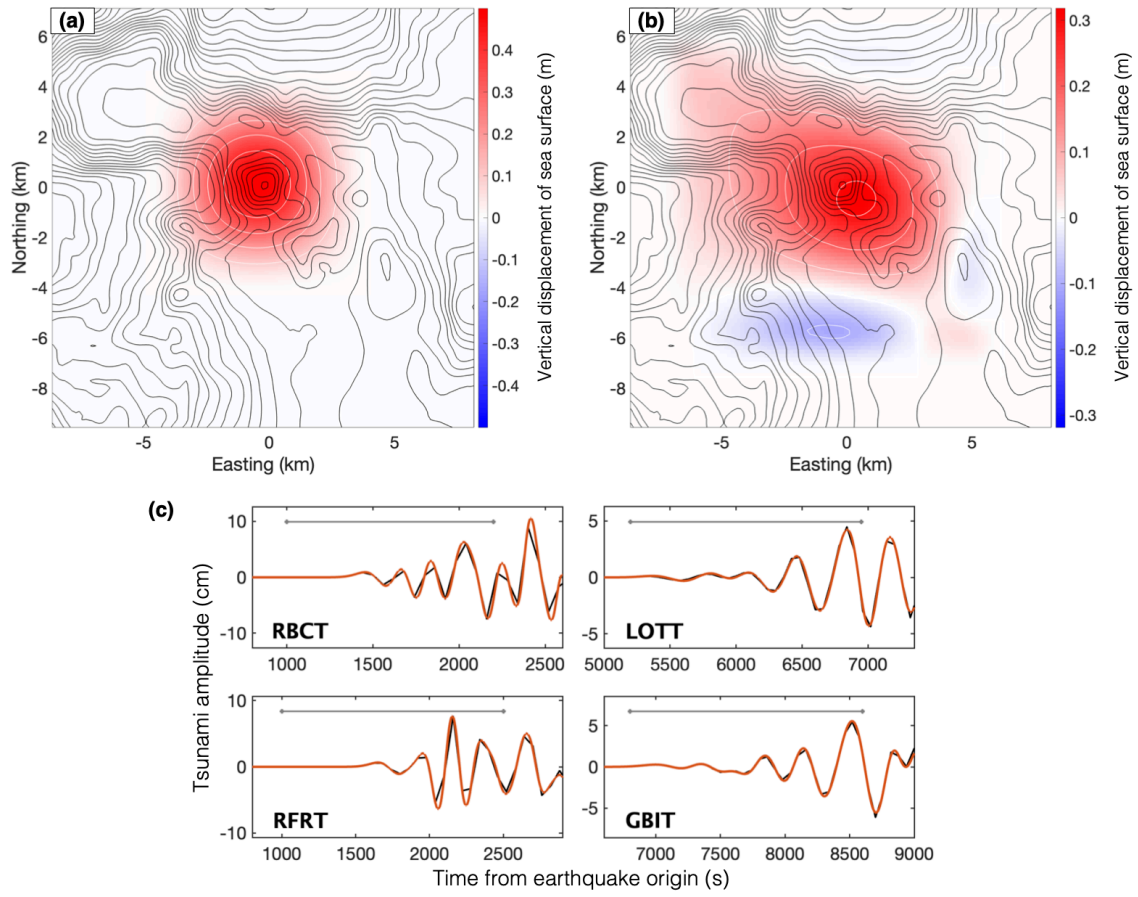 (a)
6
4
2
0
-2
-4
-6
-8
Northing (km)
-5
0
5
Easting (km)
0.4
0.3
0.2
0.1
0
-0.1
-0.2
-0.3
-0.4
Vertical displacement of sea surface (m)
(b)
6
4
2
0
-2
-4
-6
-8
Northing (km)
-5
0
5
Easting (km)
0.3
0.2
0.1
0
-0.1
-0.2
-0.3
Vertical displacement of sea surface (m)
(c)
Tsunami amplitude (cm)
10
0
-10
RBCT
1000 1500 2000 2500
5
0
-5
LOTT
5000 5500 6000 6500 7000
10
0
-10
RFRT
1000 1500 2000 2500
5
0
-5
GBIT
7000 7500 8000 8500 9000
Time from earthquake origin (s)